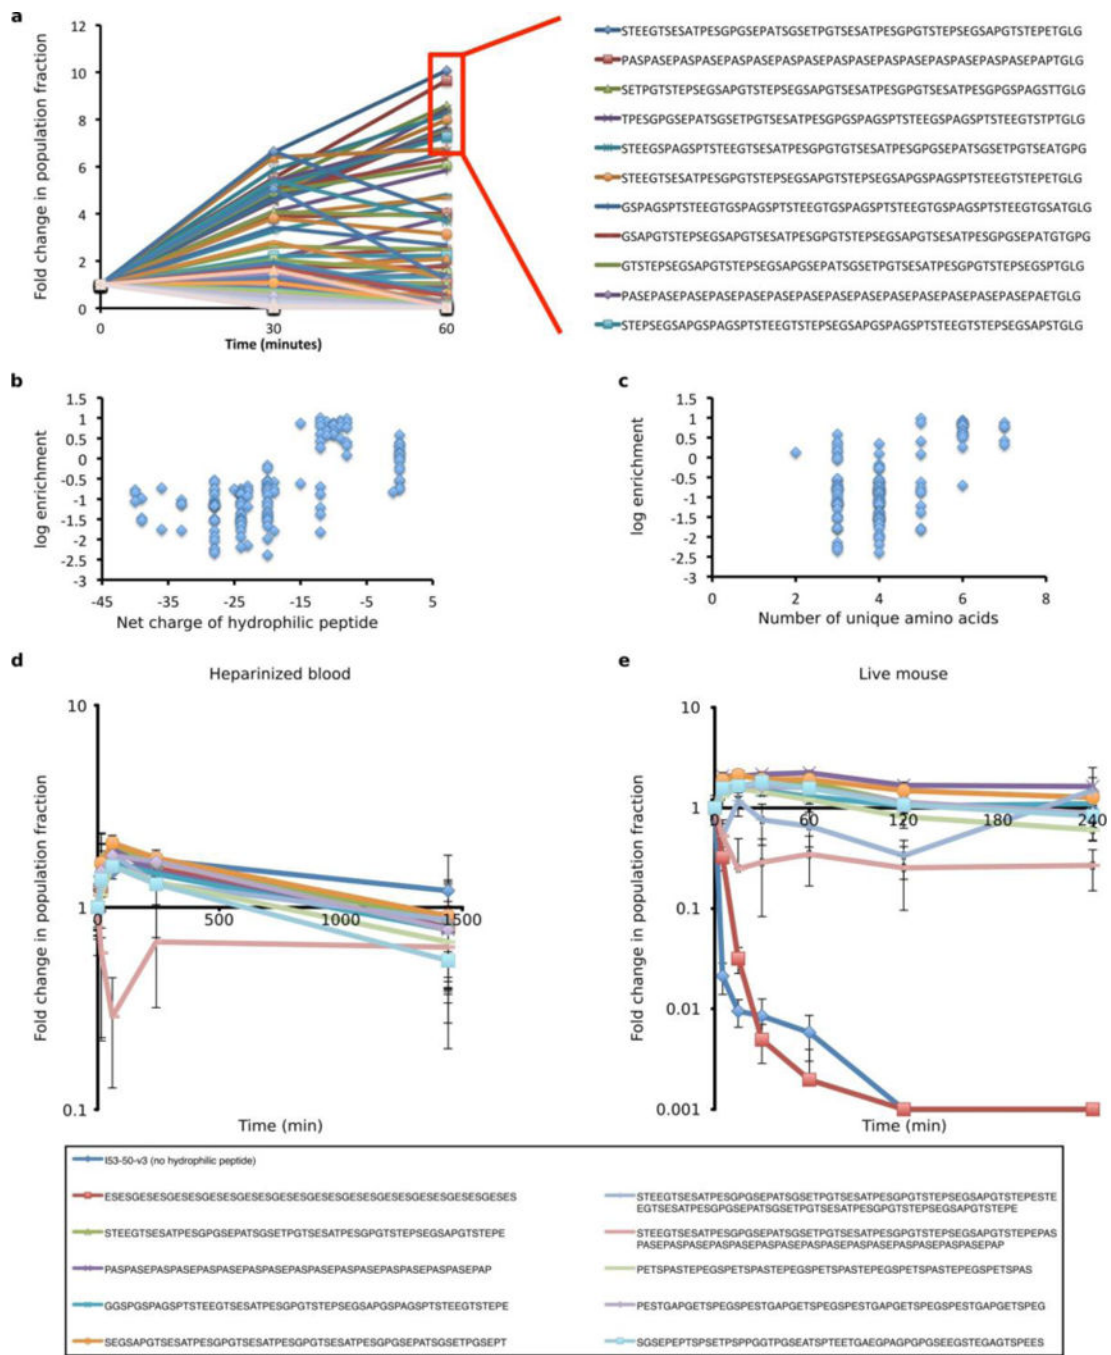 a
Fold change in population fraction
12
10
8
6
4
2
0
0 30 60
Time (minutes)
STEEGTSESATPESGPGSEPATSGSETPGTSESATPESGPGTSTEPSEGSAPGTSTEPETGLG
PASPASEPASPASEPASPASEPASPASEPASPASEPASPASEPASPASEPASPASEPAPTGLG
SETPGTSTEPSEGSAPGTSTEPSEGSAPGTSESATPESGPGTSESATPESGPGSPAGSTTGLG
TPESGPGSEPATSGSETPGTSESATPESGPGSPAGSPTSTEEGSPAGSPTSTEEGTSTPTGLG
STEEGSPAGSPTSTEEGTSESATPESGPGTGTSESATPESGPGSEPATSGSETPGTSEATGPG
STEEGTSESATPESGPGTSTEPSEGSAPGTSTEPSEGSAPGSPAGSPTSTEEGTSTEPETGLG
GSPAGSPTSTEEGTGSPAGSPTSTEEGTGSPAGSPTSTEEGTGSPAGSPTSTEEGTGSATGLG
GSAPGTSTEPSEGSAPGTSESATPESGPGTSTEPSEGSAPGTSESATPESGPGSEPATGTGPG
GTSTEPSEGSAPGTSTEPSEGSAPGSEPATSGSETPGTSESATPESGPGTSTEPSEGSPTGLG
PASEPASEPASEPASEPASEPASEPASEPASEPASEPASEPASEPASEPASEPASEPAETGLG
STEPSEGSAPGSPAGSPTSTEEGTSTEPSEGSAPGSPAGSPTSTEEGTSTEPSEGSAPSTGLG
b
log enrichment
1.5
1
0.5
0
-0.5
-1
-1.5
-2
-2.5
-3
-45 -35 -25 -15 -5 5
Net charge of hydrophilic peptide
c
log enrichment
1.5
1
0.5
0
-0.5
-1
-1.5
-2
-2.5
-3
0 2 4 6 8
Number of unique amino acids
d
Heparinized blood
Fold change in population fraction
10
1
0.1
0 500 1000 1500
Time (min)
e
Live mouse
Fold change in population fraction
10
1
0.1
0.01
0.001
0 60 120 180 240
Time (min)
I53-50-v3 (no hydrophilic peptide)
ESESGESESGESESGESESGESESGESESGESESGESESGESESGESESGESESGESES
STEEGTSESATPESGPGSEPATSGSETPGTSESATPESGPGTSTEPSEGSAPGTSTEPESTE
EGTSESATPESGPGSEPATSGSETPGTSESATPESGPGTSTEPSEGSAPGTSTEPE
STEEGTSESATPESGPGSEPATSGSETPGTSESATPESGPGTSTEPSEGSAPGTSTEPE
STEEGTSESATPESGPGSEPATSGSETPGTSESATPESGPGTSTEPSEGSAPGTSTEPEPAS
PASEPASPASEPASPASEPASPASEPASPASEPASPASEPASPASEPASPASEPAP
PASPASEPASPASEPASPASEPASPASEPASPASEPASPASEPASPASEPASPASEPAP
PETSPASTEPEGSPETSPASTEPEGSPETSPASTEPEGSPETSPASTEPEGSPETSPAS
GGSPGSPAGSPTSTEEGTSESATPESGPGTSTEPSEGSAPGSPAGSPTSTEEGTSTEPE
PESTGAPGETSPEGSPESTGAPGETSPEGSPESTGAPGETSPEGSPESTGAPGETSPEG
SEGSAPGTSESATPESGPGTSESATPESGPGTSESATPESGPGSEPATSGSETPGSEPT
SGSEPEPTSPSETPSPPGGTPGSEATSPTEETGAEGPAGPGPGSEEGSTEGAGTSPEES